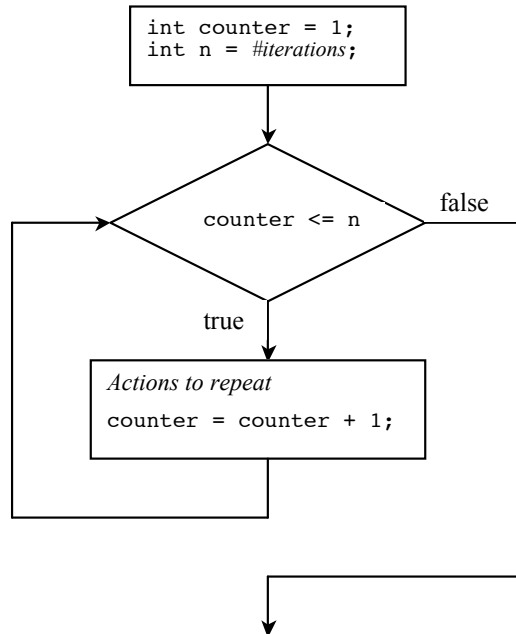 int counter = 1;
int n = #iterations;
counter <= n
false
true
Actions to repeat
counter = counter + 1;